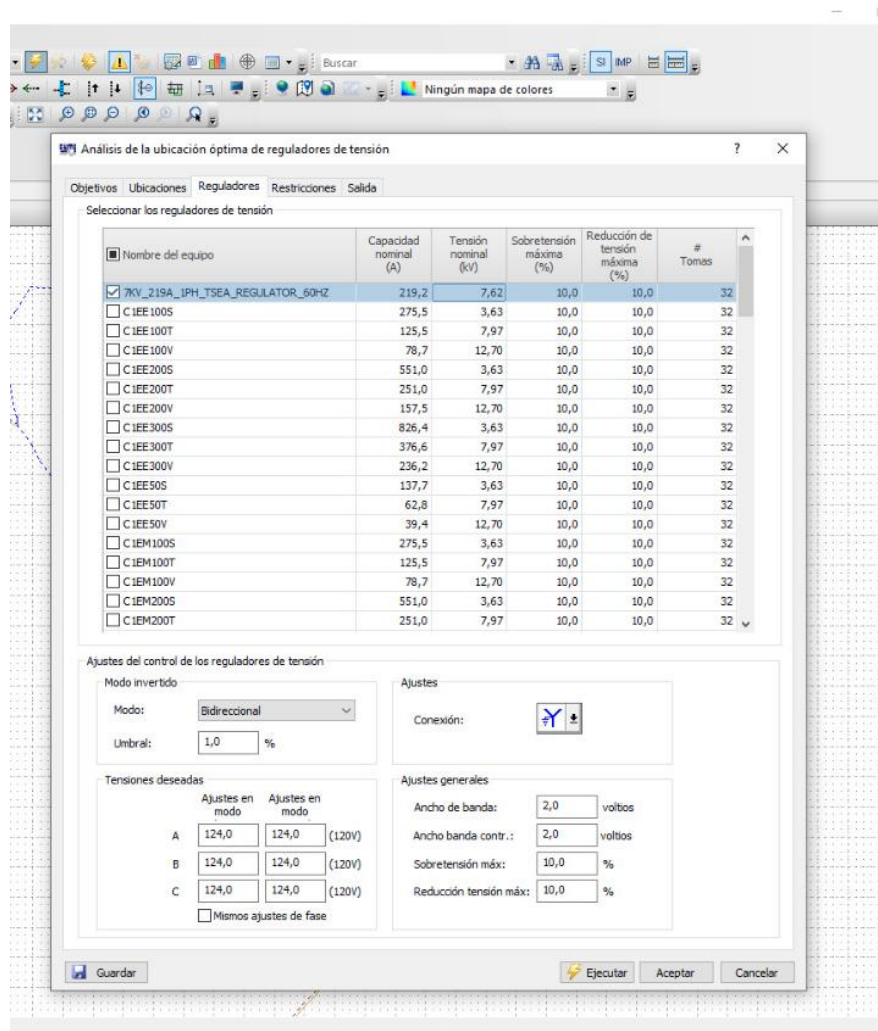 Buscar
SI IMP
Ningún mapa de colores
Análisis de la ubicación óptima de reguladores de tensión ? X
Objetivos Ubicaciones Reguladores Restricciones Salida
Seleccionar los reguladores de tensión
Nombre del equipo Capacidad nominal (A) Tensión nominal (kV) Sobretensión máxima (%) Reducción de tensión máxima (%) # Tomas
7KV_219A_1PH_TSEA_REGULATOR_60HZ 219,2 7,62 10,0 10,0 32
C1EE100S 275,5 3,63 10,0 10,0 32
C1EE100T 125,5 7,97 10,0 10,0 32
C1EE100V 78,7 12,70 10,0 10,0 32
C1EE200S 551,0 3,63 10,0 10,0 32
C1EE200T 251,0 7,97 10,0 10,0 32
C1EE200V 157,5 12,70 10,0 10,0 32
C1EE300S 826,4 3,63 10,0 10,0 32
C1EE300T 376,6 7,97 10,0 10,0 32
C1EE300V 236,2 12,70 10,0 10,0 32
C1EE50S 137,7 3,63 10,0 10,0 32
C1EE50T 62,8 7,97 10,0 10,0 32
C1EE50V 39,4 12,70 10,0 10,0 32
C1EM100S 275,5 3,63 10,0 10,0 32
C1EM100T 125,5 7,97 10,0 10,0 32
C1EM100V 78,7 12,70 10,0 10,0 32
C1EM200S 551,0 3,63 10,0 10,0 32
C1EM200T 251,0 7,97 10,0 10,0 32
Ajustes del control de los reguladores de tensión
Modo invertido
Modo: Bidireccional
Umbral: 1,0 %
Ajustes
Conexión:
Tensiones deseadas
Ajustes en modo Ajustes en modo
A 124,0 124,0 (120V)
B 124,0 124,0 (120V)
C 124,0 124,0 (120V)
Mismos ajustes de fase
Ajustes generales
Ancho de banda: 2,0 voltios
Ancho banda contr.: 2,0 voltios
Sobretensión máx: 10,0 %
Reducción tensión máx: 10,0 %
Guardar Ejecutar Aceptar Cancelar